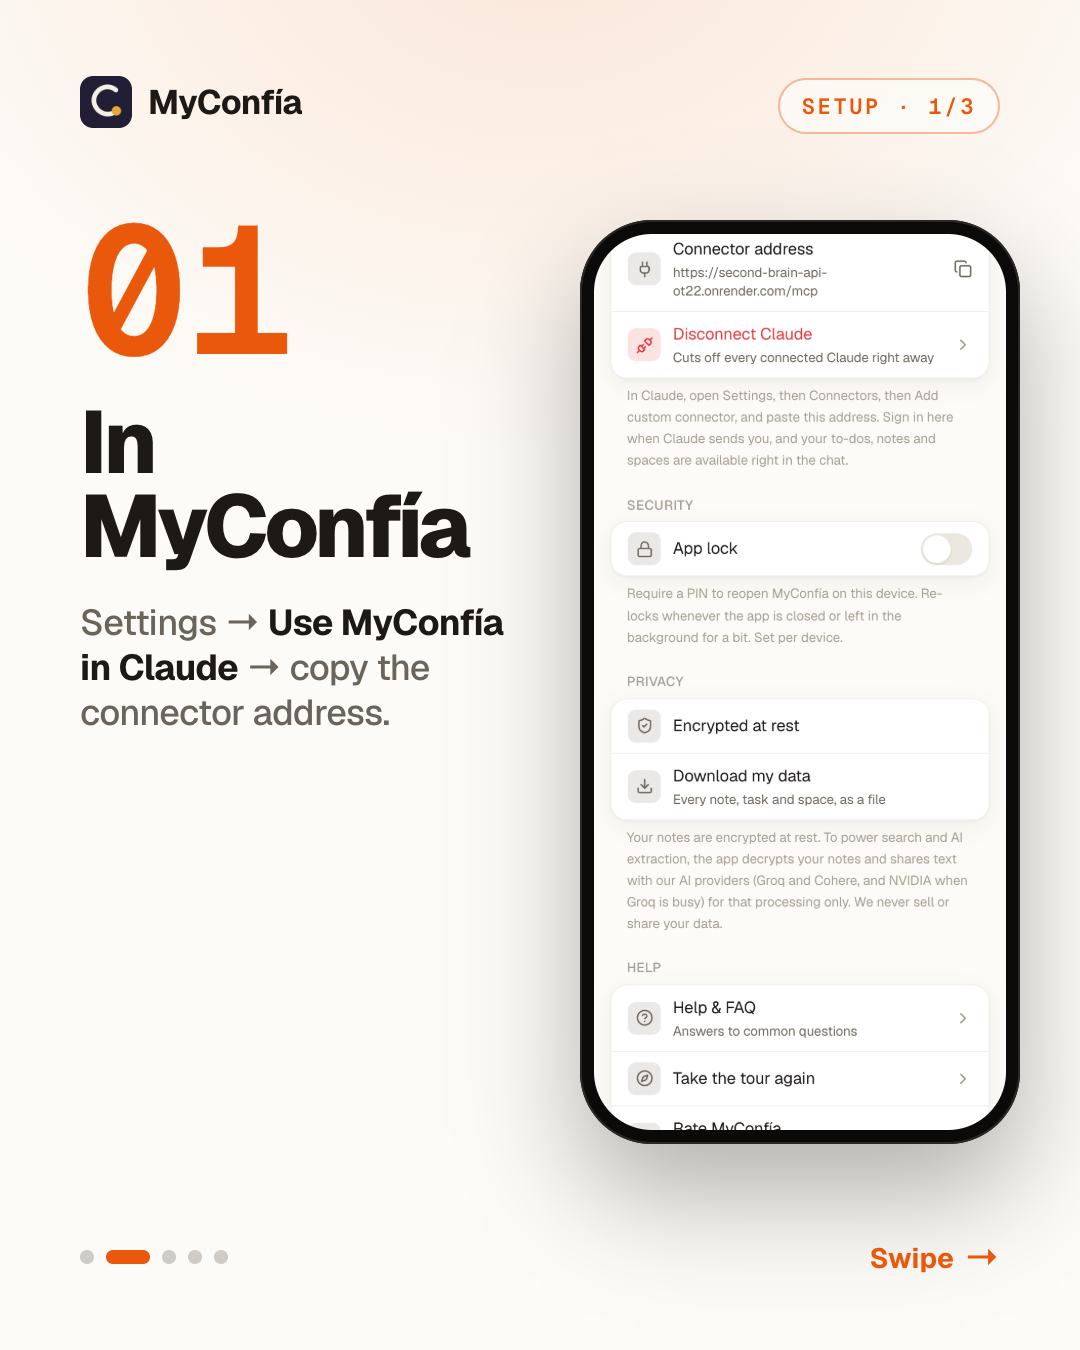 MyConfía
SETUP · 1/3
01
In
MyConfía
Settings → Use MyConfía
in Claude → copy the
connector address.
Connector address
https://second-brain-api-
ot22.onrender.com/mcp
Disconnect Claude
Cuts off every connected Claude right away
In Claude, open Settings, then Connectors, then Add
custom connector, and paste this address. Sign in here
when Claude sends you, and your to-dos, notes and
spaces are available right in the chat.
SECURITY
App lock
Require a PIN to reopen MyConfía on this device. Re-
locks whenever the app is closed or left in the
background for a bit. Set per device.
PRIVACY
Encrypted at rest
Download my data
Every note, task and space, as a file
Your notes are encrypted at rest. To power search and AI
extraction, the app decrypts your notes and shares text
with our AI providers (Groq and Cohere, and NVIDIA when
Groq is busy) for that processing only. We never sell or
share your data.
HELP
Help & FAQ
Answers to common questions
Take the tour again
Rate MyConfía
Swipe →